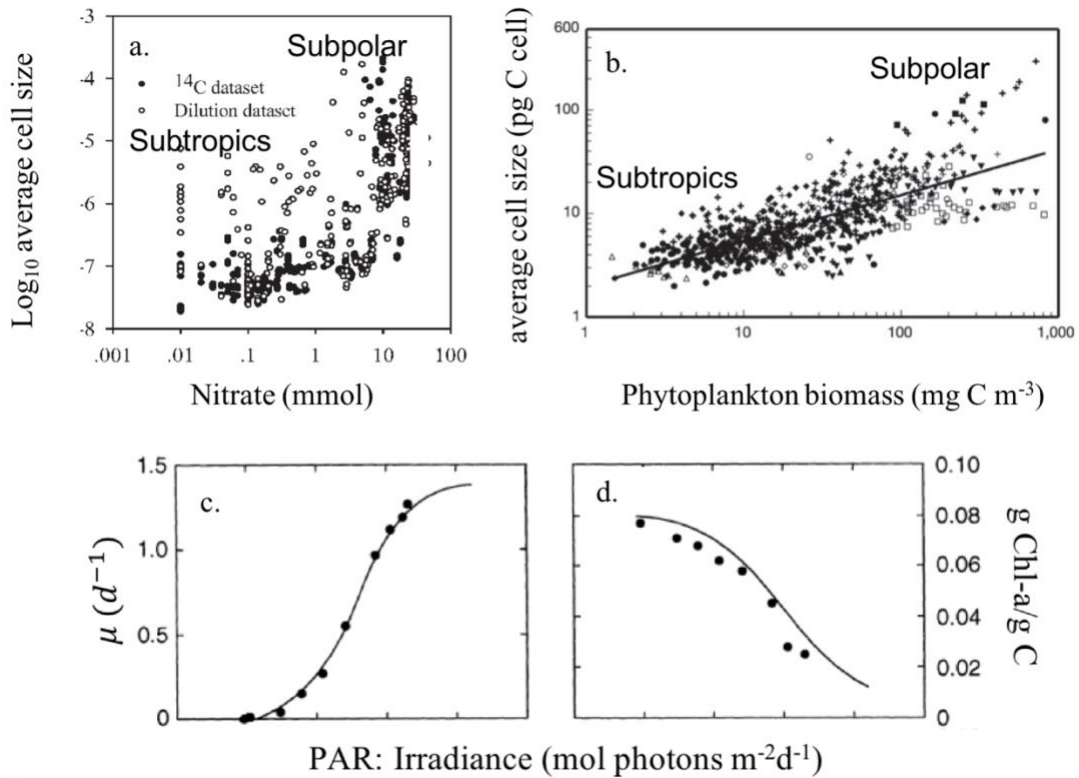 a.
Subpolar
14C dataset
Dilution dataset
Subtropics
Log10 average cell size
-3
-4
-5
-6
-7
-8
.001 .01 .1 1 10 100
Nitrate (mmol)
b.
Subpolar
Subtropics
average cell size (pg C cell)
600
100
10
1
1 10 100 1,000
Phytoplankton biomass (mg C m-3)
c.
μ (d−1)
1.5
1.0
0.5
0
d.
0.10
0.08
0.06
0.04
0.02
0
g Chl-a/g C
PAR: Irradiance (mol photons m-2d-1)